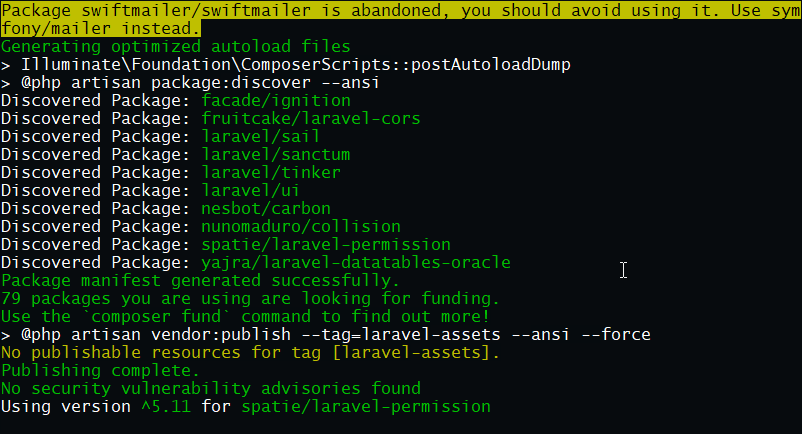 Package swiftmailer/swiftmailer is abandoned, you should avoid using it. Use sym
fony/mailer instead.
Generating optimized autoload files
> Illuminate\Foundation\ComposerScripts::postAutoloadDump
> @php artisan package:discover --ansi
Discovered Package: facade/ignition
Discovered Package: fruitcake/laravel-cors
Discovered Package: laravel/sail
Discovered Package: laravel/sanctum
Discovered Package: laravel/tinker
Discovered Package: laravel/ui
Discovered Package: nesbot/carbon
Discovered Package: nunomaduro/collision
Discovered Package: spatie/laravel-permission
Discovered Package: yajra/laravel-datatables-oracle
Package manifest generated successfully.
79 packages you are using are looking for funding.
Use the `composer fund` command to find out more!
> @php artisan vendor:publish --tag=laravel-assets --ansi --force
No publishable resources for tag [laravel-assets].
Publishing complete.
No security vulnerability advisories found
Using version ^5.11 for spatie/laravel-permission